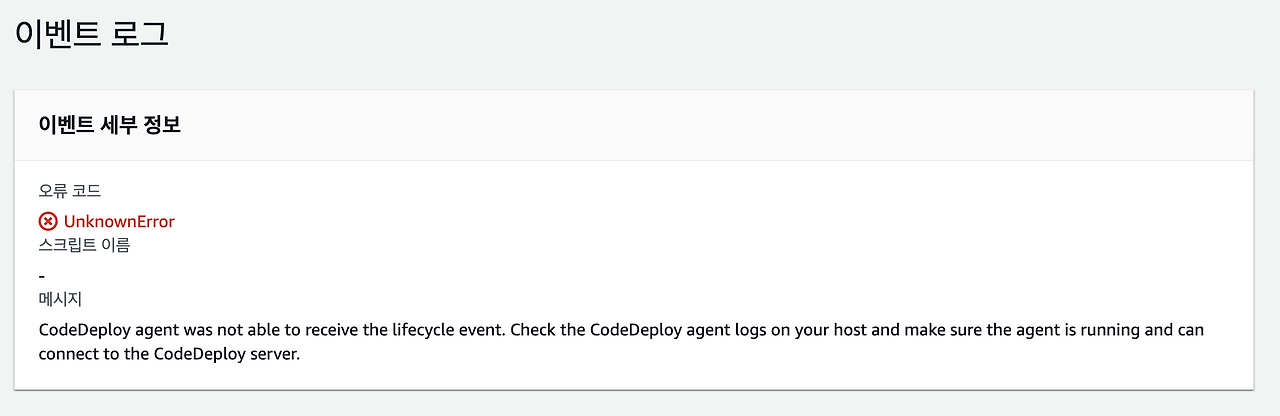 이벤트 로그
이벤트 세부 정보
오류 코드
UnknownError
스크립트 이름
-
메시지
CodeDeploy agent was not able to receive the lifecycle event. Check the CodeDeploy agent logs on your host and make sure the agent is running and can
connect to the CodeDeploy server.